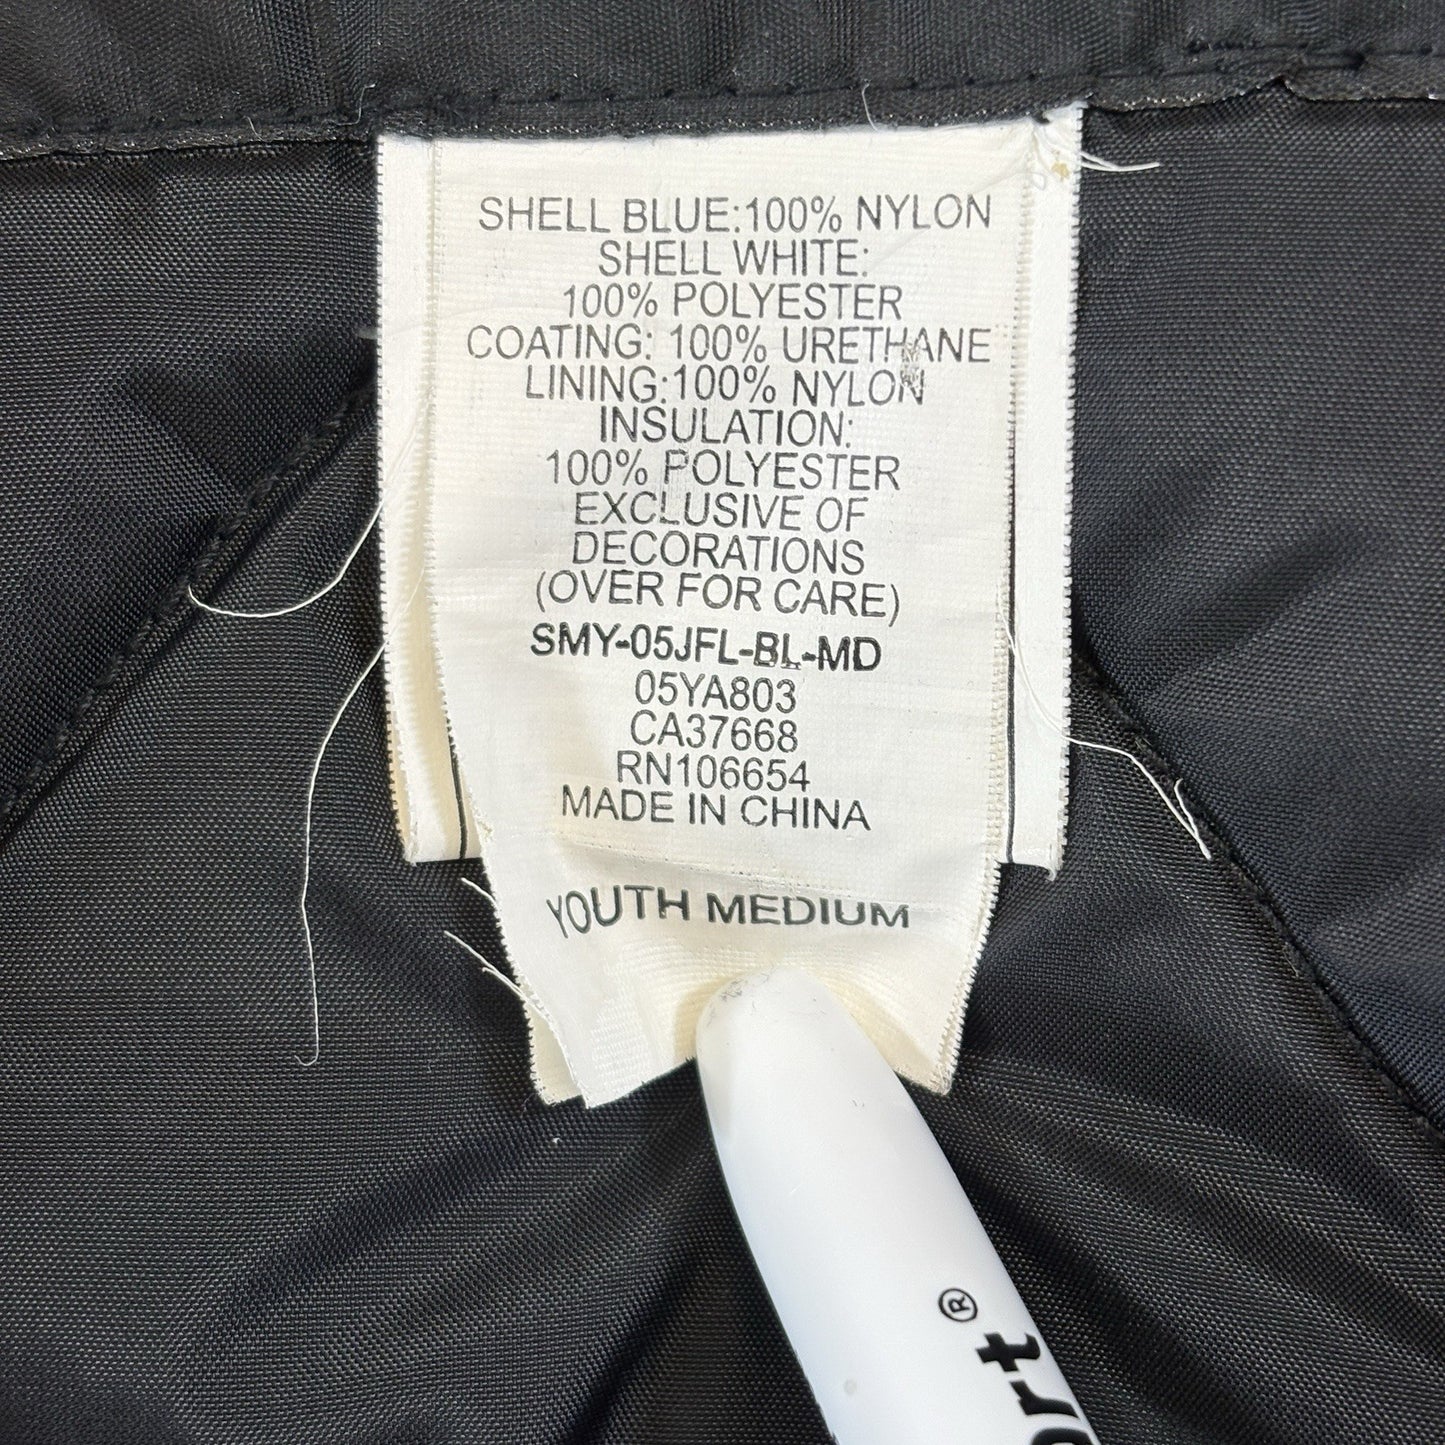 SHELL BLUE:100% NYLON
SHELL WHITE:
100% POLYESTER
COATING: 100% URETHANE
LINING:100% NYLON
INSULATION:
100% POLYESTER
EXCLUSIVE OF
DECORATIONS
(OVER FOR CARE)
SMY-05JFL-BL-MD
05YA803
CA37668
RN106654
MADE IN CHINA
YOUTH MEDIUM
ort®